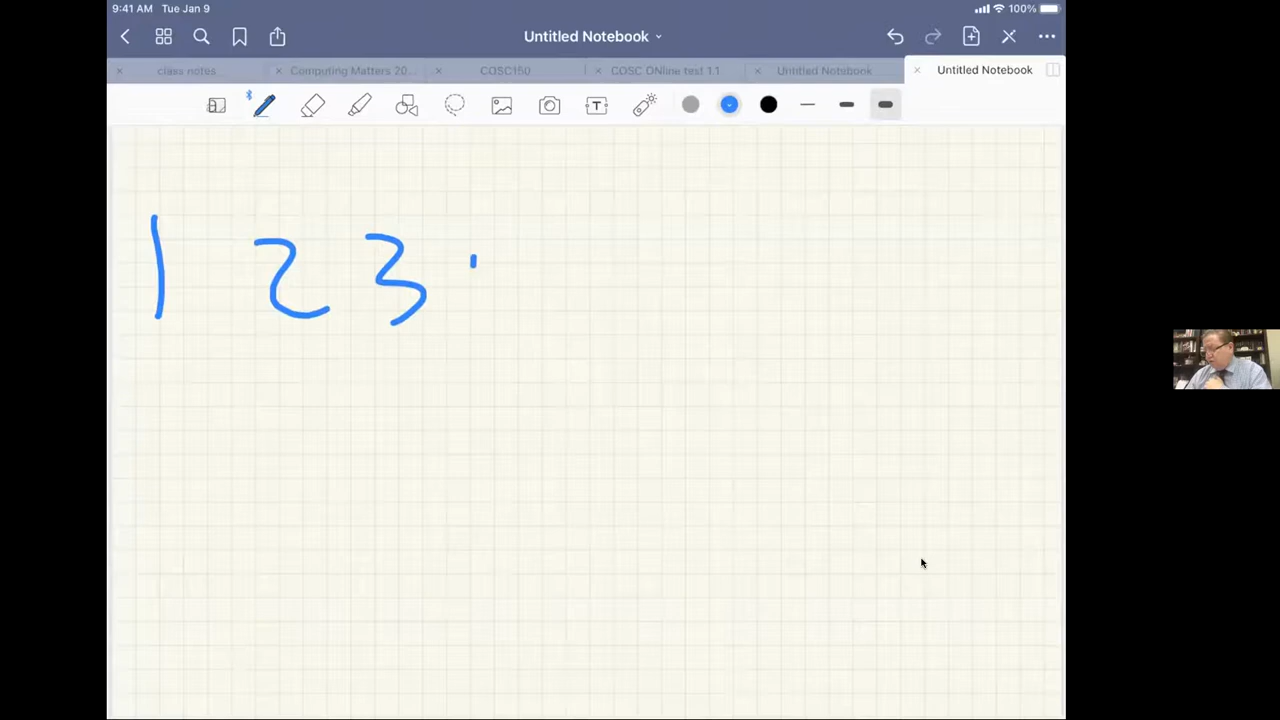 9:41 AM Tue Jan 9 100%
Untitled Notebook
class notes Computing Matters 20... COSC150 COSC ONline test 1.1 Untitled Notebook Untitled Notebook
T
1 2 3